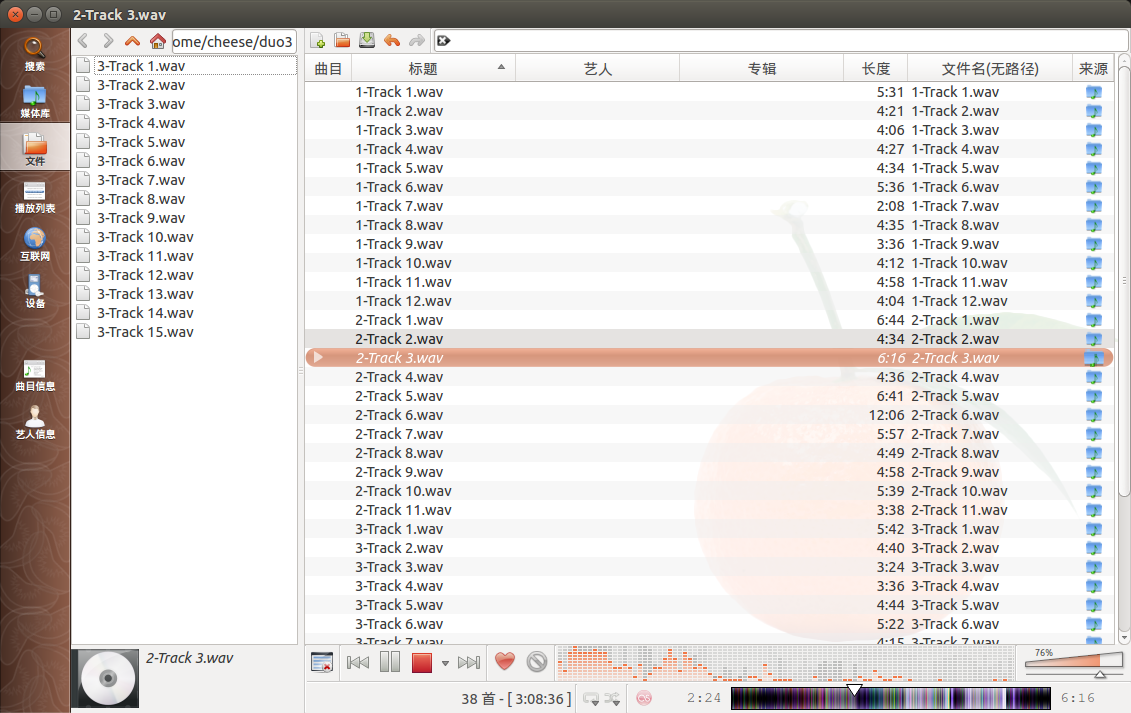 2-Track 3.wav
搜索
媒体库
文件
播放列表
互联网
设备
曲目信息
艺人信息
ome/cheese/duo3
3-Track 1.wav
3-Track 2.wav
3-Track 3.wav
3-Track 4.wav
3-Track 5.wav
3-Track 6.wav
3-Track 7.wav
3-Track 8.wav
3-Track 9.wav
3-Track 10.wav
3-Track 11.wav
3-Track 12.wav
3-Track 13.wav
3-Track 14.wav
3-Track 15.wav
曲目 标题 艺人 专辑 长度 文件名(无路径) 来源
1-Track 1.wav 5:31 1-Track 1.wav
1-Track 2.wav 4:21 1-Track 2.wav
1-Track 3.wav 4:06 1-Track 3.wav
1-Track 4.wav 4:27 1-Track 4.wav
1-Track 5.wav 4:34 1-Track 5.wav
1-Track 6.wav 5:36 1-Track 6.wav
1-Track 7.wav 2:08 1-Track 7.wav
1-Track 8.wav 4:35 1-Track 8.wav
1-Track 9.wav 3:36 1-Track 9.wav
1-Track 10.wav 4:12 1-Track 10.wav
1-Track 11.wav 4:58 1-Track 11.wav
1-Track 12.wav 4:04 1-Track 12.wav
2-Track 1.wav 6:44 2-Track 1.wav
2-Track 2.wav 4:34 2-Track 2.wav
2-Track 3.wav 6:16 2-Track 3.wav
2-Track 4.wav 4:36 2-Track 4.wav
2-Track 5.wav 6:41 2-Track 5.wav
2-Track 6.wav 12:06 2-Track 6.wav
2-Track 7.wav 5:57 2-Track 7.wav
2-Track 8.wav 4:49 2-Track 8.wav
2-Track 9.wav 4:58 2-Track 9.wav
2-Track 10.wav 5:39 2-Track 10.wav
2-Track 11.wav 3:38 2-Track 11.wav
3-Track 1.wav 5:42 3-Track 1.wav
3-Track 2.wav 4:40 3-Track 2.wav
3-Track 3.wav 3:24 3-Track 3.wav
3-Track 4.wav 3:36 3-Track 4.wav
3-Track 5.wav 4:44 3-Track 5.wav
3-Track 6.wav 5:22 3-Track 6.wav
3-Track 7.wav 4:15 3-Track 7.wav
2-Track 3.wav
76%
38 首 - [ 3:08:36 ]
2:24
6:16